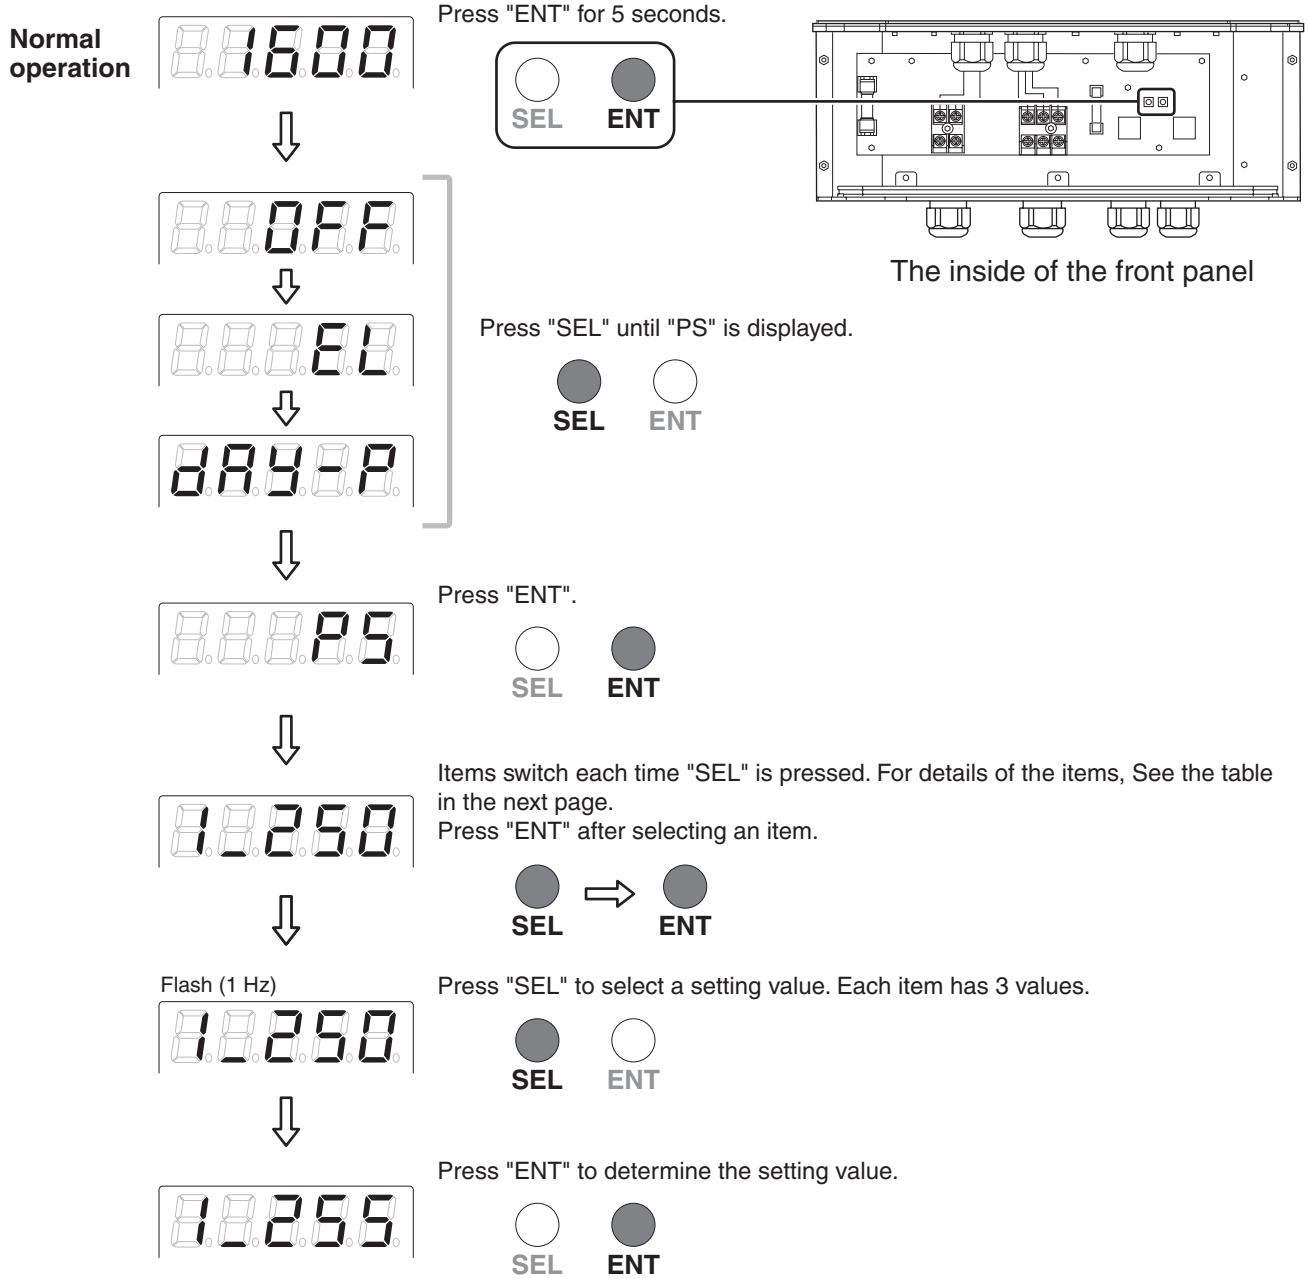 Normal
operation
1600
Press "ENT" for 5 seconds.
SEL ENT
The inside of the front panel
OFF
EL
dAy-P
Press "SEL" until "PS" is displayed.
SEL ENT
PS
Press "ENT".
SEL ENT
1_250
Items switch each time "SEL" is pressed. For details of the items, See the table
in the next page.
Press "ENT" after selecting an item.
SEL ENT
Flash (1 Hz)
1_250
Press "SEL" to select a setting value. Each item has 3 values.
SEL ENT
1_255
Press "ENT" to determine the setting value.
SEL ENT